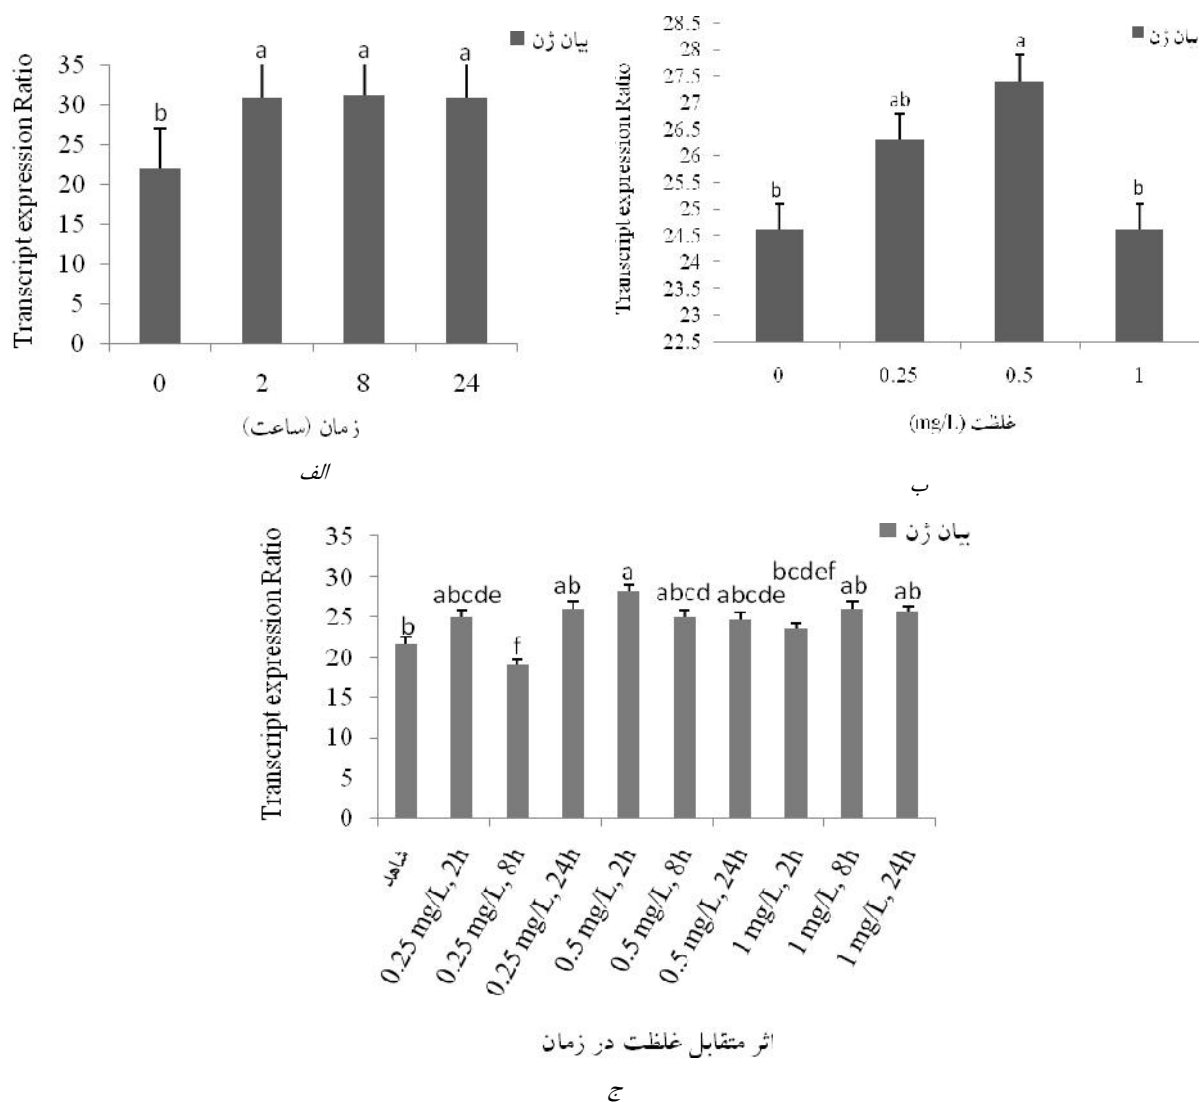 بیان ژن
Transcript expression Ratio
35
30
25
20
15
10
5
0
b
a
a
a
0 2 8 24
زمان (ساعت)
الف
بیان ژن
Transcript expression Ratio
28.5
28
27.5
27
26.5
26
25.5
25
24.5
24
23.5
23
22.5
b
ab
a
b
0 0.25 0.5 1
غلظت (mg/L)
ب
بیان ژن
Transcript expression Ratio
35
30
25
20
15
10
5
0
b
abcde
f
ab
a
abcd
abcde
bcdef
ab
ab
شاهد
0.25 mg/L, 2h
0.25 mg/L, 8h
0.25 mg/L, 24h
0.5 mg/L, 2h
0.5 mg/L, 8h
0.5 mg/L, 24h
1 mg/L, 2h
1 mg/L, 8h
1 mg/L, 24h
اثر متقابل غلظت در زمان
ج